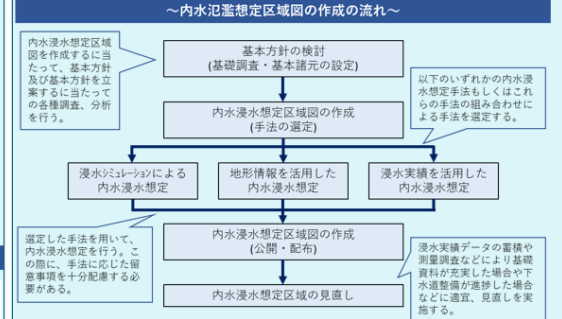 ～内水氾濫想定区域図の作成の流れ～
内水浸水想定区域
図を作成するに当
たって、基本方針
及び基本方針を立
案するに当たって
の各種調査、分析
を行う。
基本方針の検討
(基礎調査・基本諸元の設定)
以下のいずれかの内水浸
水想定手法もしくはこれ
らの手法の組み合わせに
よる手法を選定する。
内水浸水想定区域図の作成
(手法の選定)
浸水ｼﾐｭﾚｰｼｮﾝによる
内水浸水想定
地形情報を活用した
内水浸水想定
浸水実績を活用した
内水浸水想定
選定した手法を用いて、
内水浸水想定を行う。こ
の際に、手法に応じた留
意事項を十分配慮する必
要がある。
内水浸水想定区域図の作成
(公開・配布)
浸水実績データの蓄積や
測量調査などにより基礎
資料が充実した場合や下
水道整備が進捗した場合
などに適宜、見直しを実
施する。
内水浸水想定区域の見直し